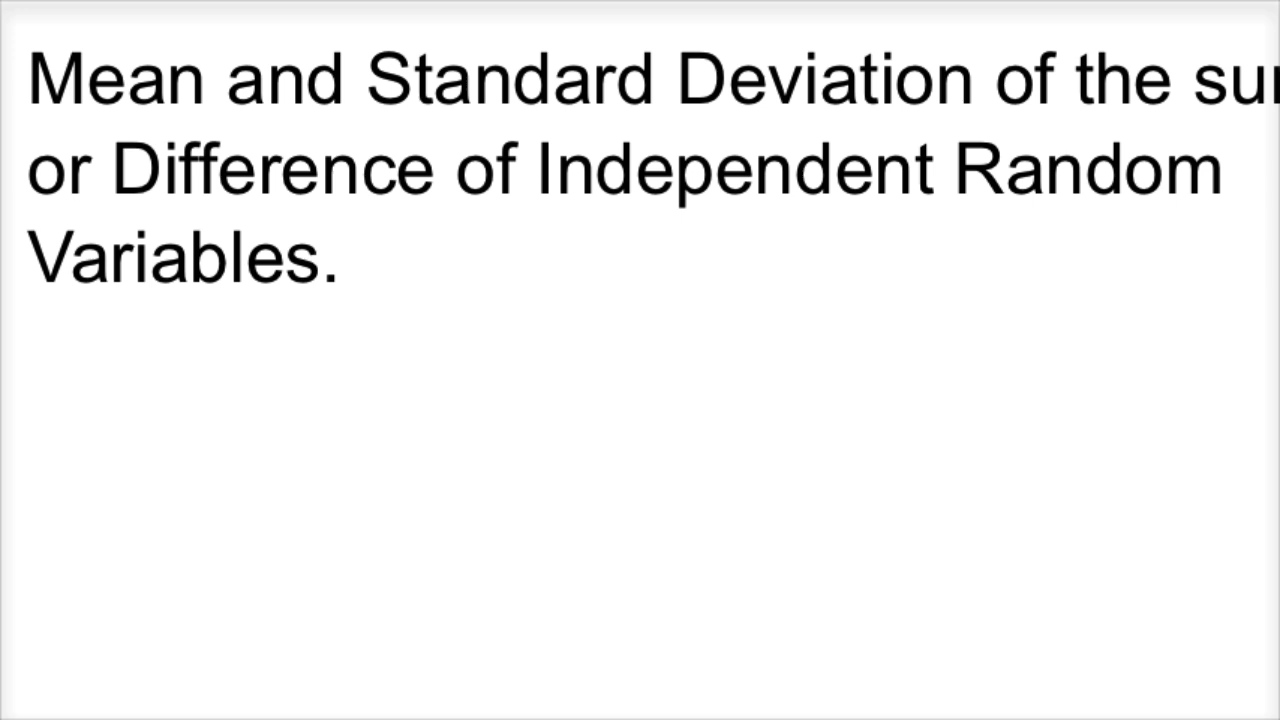 Mean and Standard Deviation of the
or Difference of Independent Random
Variables.